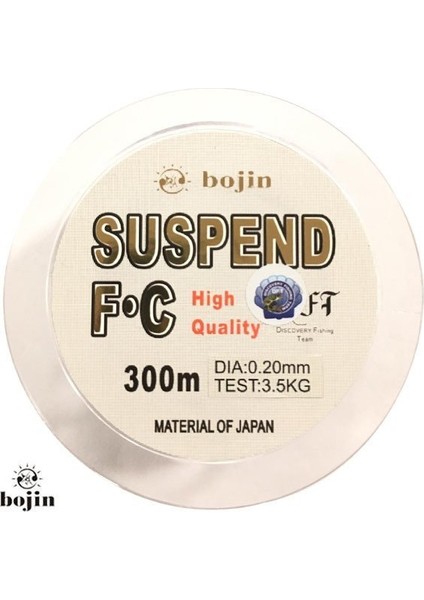 bojin
SUSPEND
F•C
High
Quality
FT
DISCOVERY Fishing
Team
300m
DIA:0.20mm
TEST:3.5KG
MATERIAL OF JAPAN
bojin